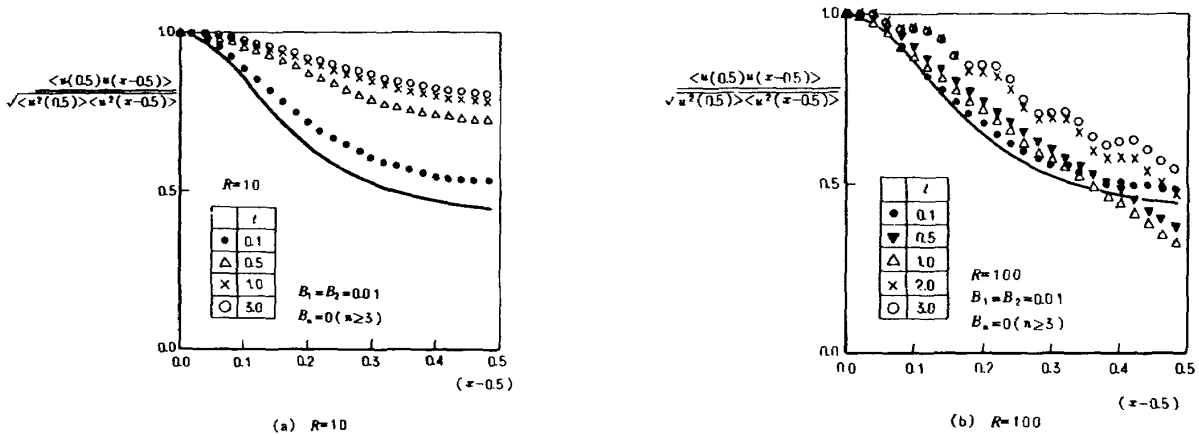 1.0
<u(0.5)u(x-0.5)>
√<u²(0.5)><u²(x-0.5)>
0.5
R=10
t
● 0.1
△ 0.5
× 1.0
○ 3.0
B₁=B₂=0.01
Bₙ=0(n≥3)
0.0
0.0 0.1 0.2 0.3 0.4 0.5
(x-0.5)
(a) R=10
1.0
<u(0.5)u(x-0.5)>
√<u²(0.5)><u²(x-0.5)>
0.5
t
● 0.1
▼ 0.5
△ 1.0
× 2.0
○ 3.0
R=100
B₁=B₂=0.01
Bₙ=0(n≥3)
0.0
0.0 0.1 0.2 0.3 0.4 0.5
(x-0.5)
(b) R=100